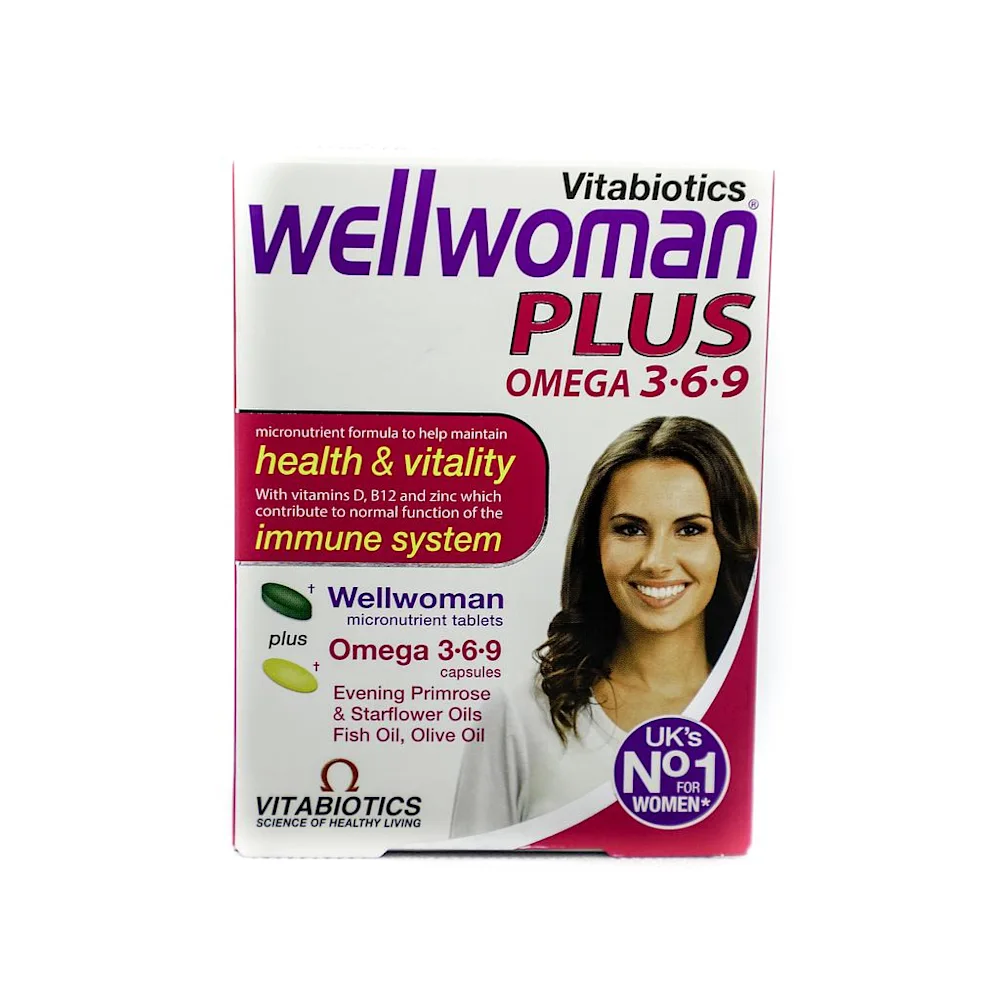 Vitabiotics
wellwoman®
PLUS
OMEGA 3•6•9
micronutrient formula to help maintain
health & vitality
With vitamins D, B12 and zinc which
contribute to normal function of the
immune system
†
Wellwoman
micronutrient tablets
plus
†
Omega 3•6•9
capsules
Evening Primrose
& Starflower Oils
Fish Oil, Olive Oil
VITABIOTICS
SCIENCE OF HEALTHY LIVING
UK's
Nº1
FOR
WOMEN*